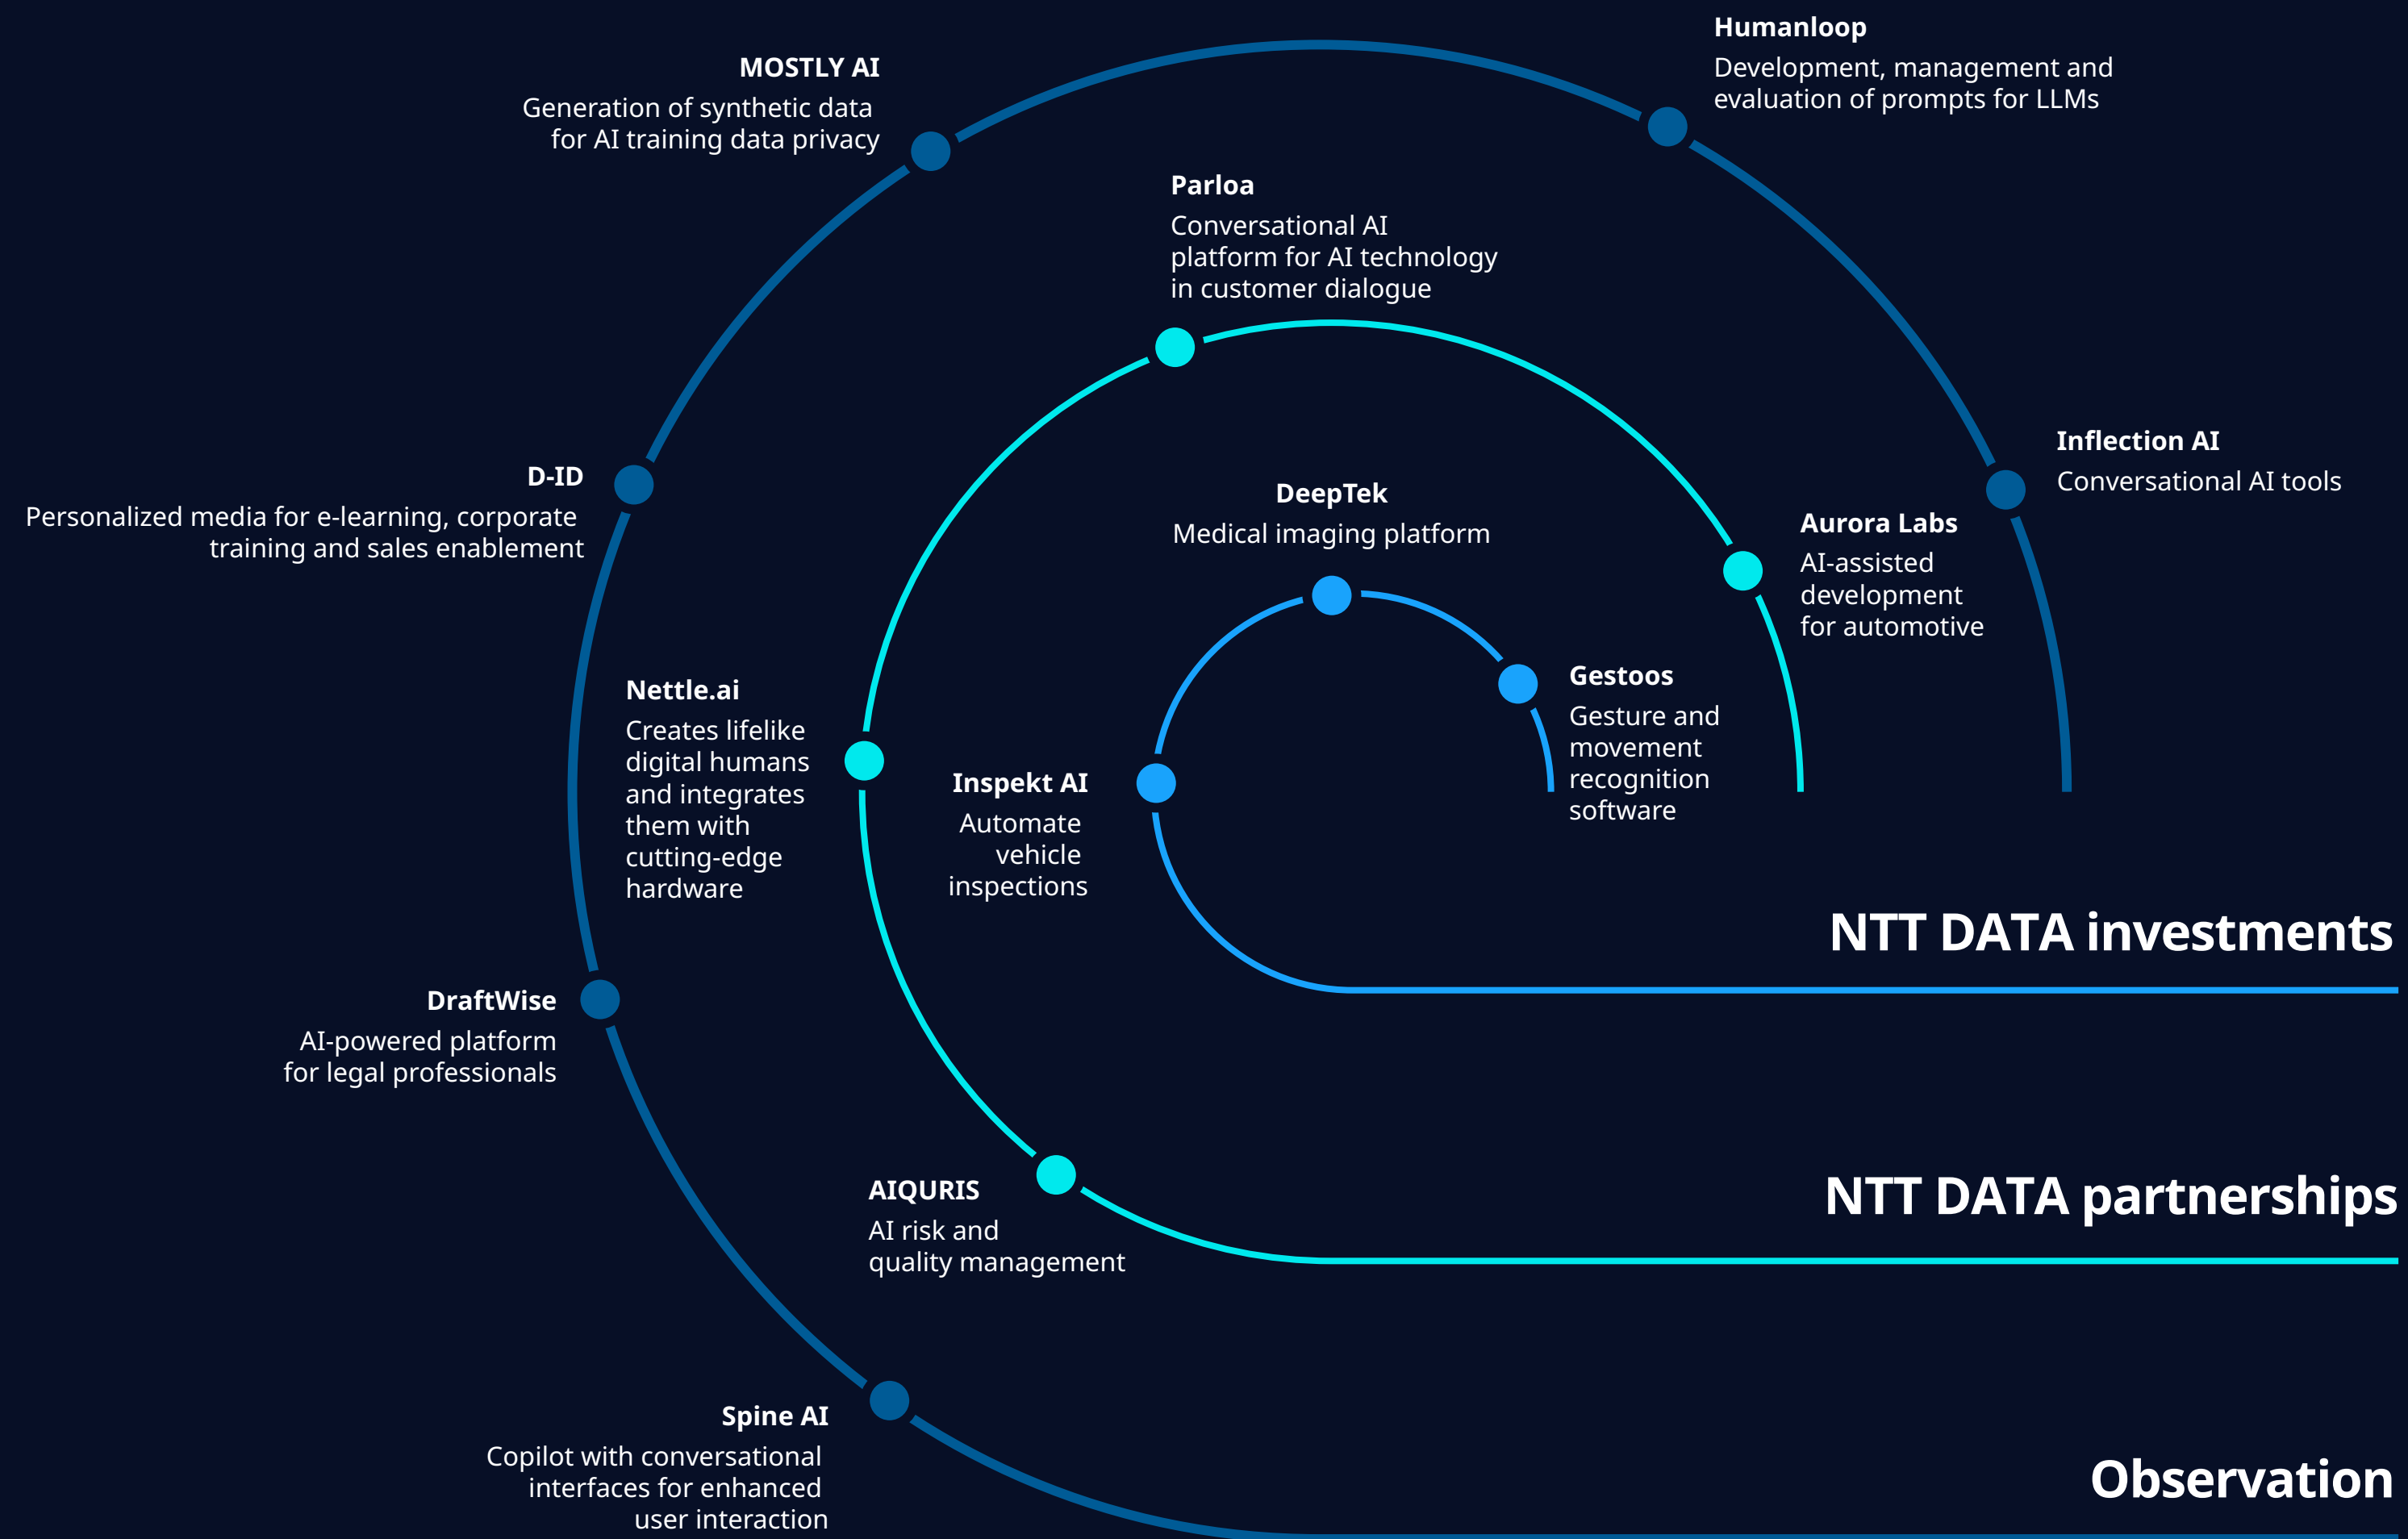 Humanloop
Development, management and
evaluation of prompts for LLMs
MOSTLY AI
Generation of synthetic data
for AI training data privacy
Parloa
Conversational AI
platform for AI technology
in customer dialogue
Inflection AI
Conversational AI tools
D-ID
Personalized media for e-learning, corporate
training and sales enablement
DeepTek
Medical imaging platform
Aurora Labs
AI-assisted
development
for automotive
Gestoos
Gesture and
movement
recognition
software
Nettle.ai
Creates lifelike
digital humans
and integrates
them with
cutting-edge
hardware
Inspekt AI
Automate
vehicle
inspections
NTT DATA investments
DraftWise
AI-powered platform
for legal professionals
AIQURIS
AI risk and
quality management
NTT DATA partnerships
Spine AI
Copilot with conversational
interfaces for enhanced
user interaction
Observation